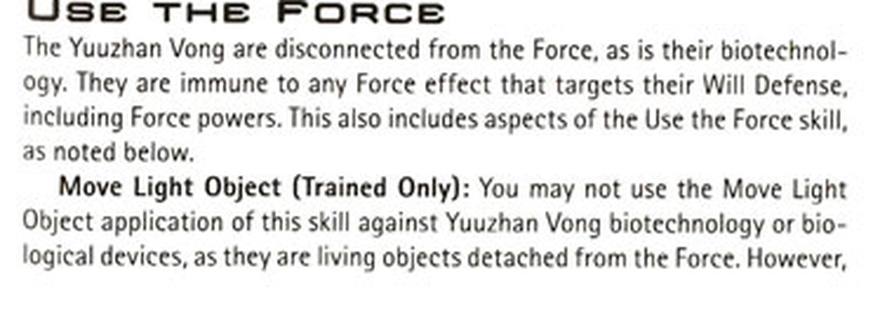 USE THE FORCE
The Yuuzhan Vong are disconnected from the Force, as is their biotechnol-
ogy. They are immune to any Force effect that targets their Will Defense,
including Force powers. This also includes aspects of the Use the Force skill,
as noted below.
Move Light Object (Trained Only): You may not use the Move Light
Object application of this skill against Yuuzhan Vong biotechnology or bio-
logical devices, as they are living objects detached from the Force. However,